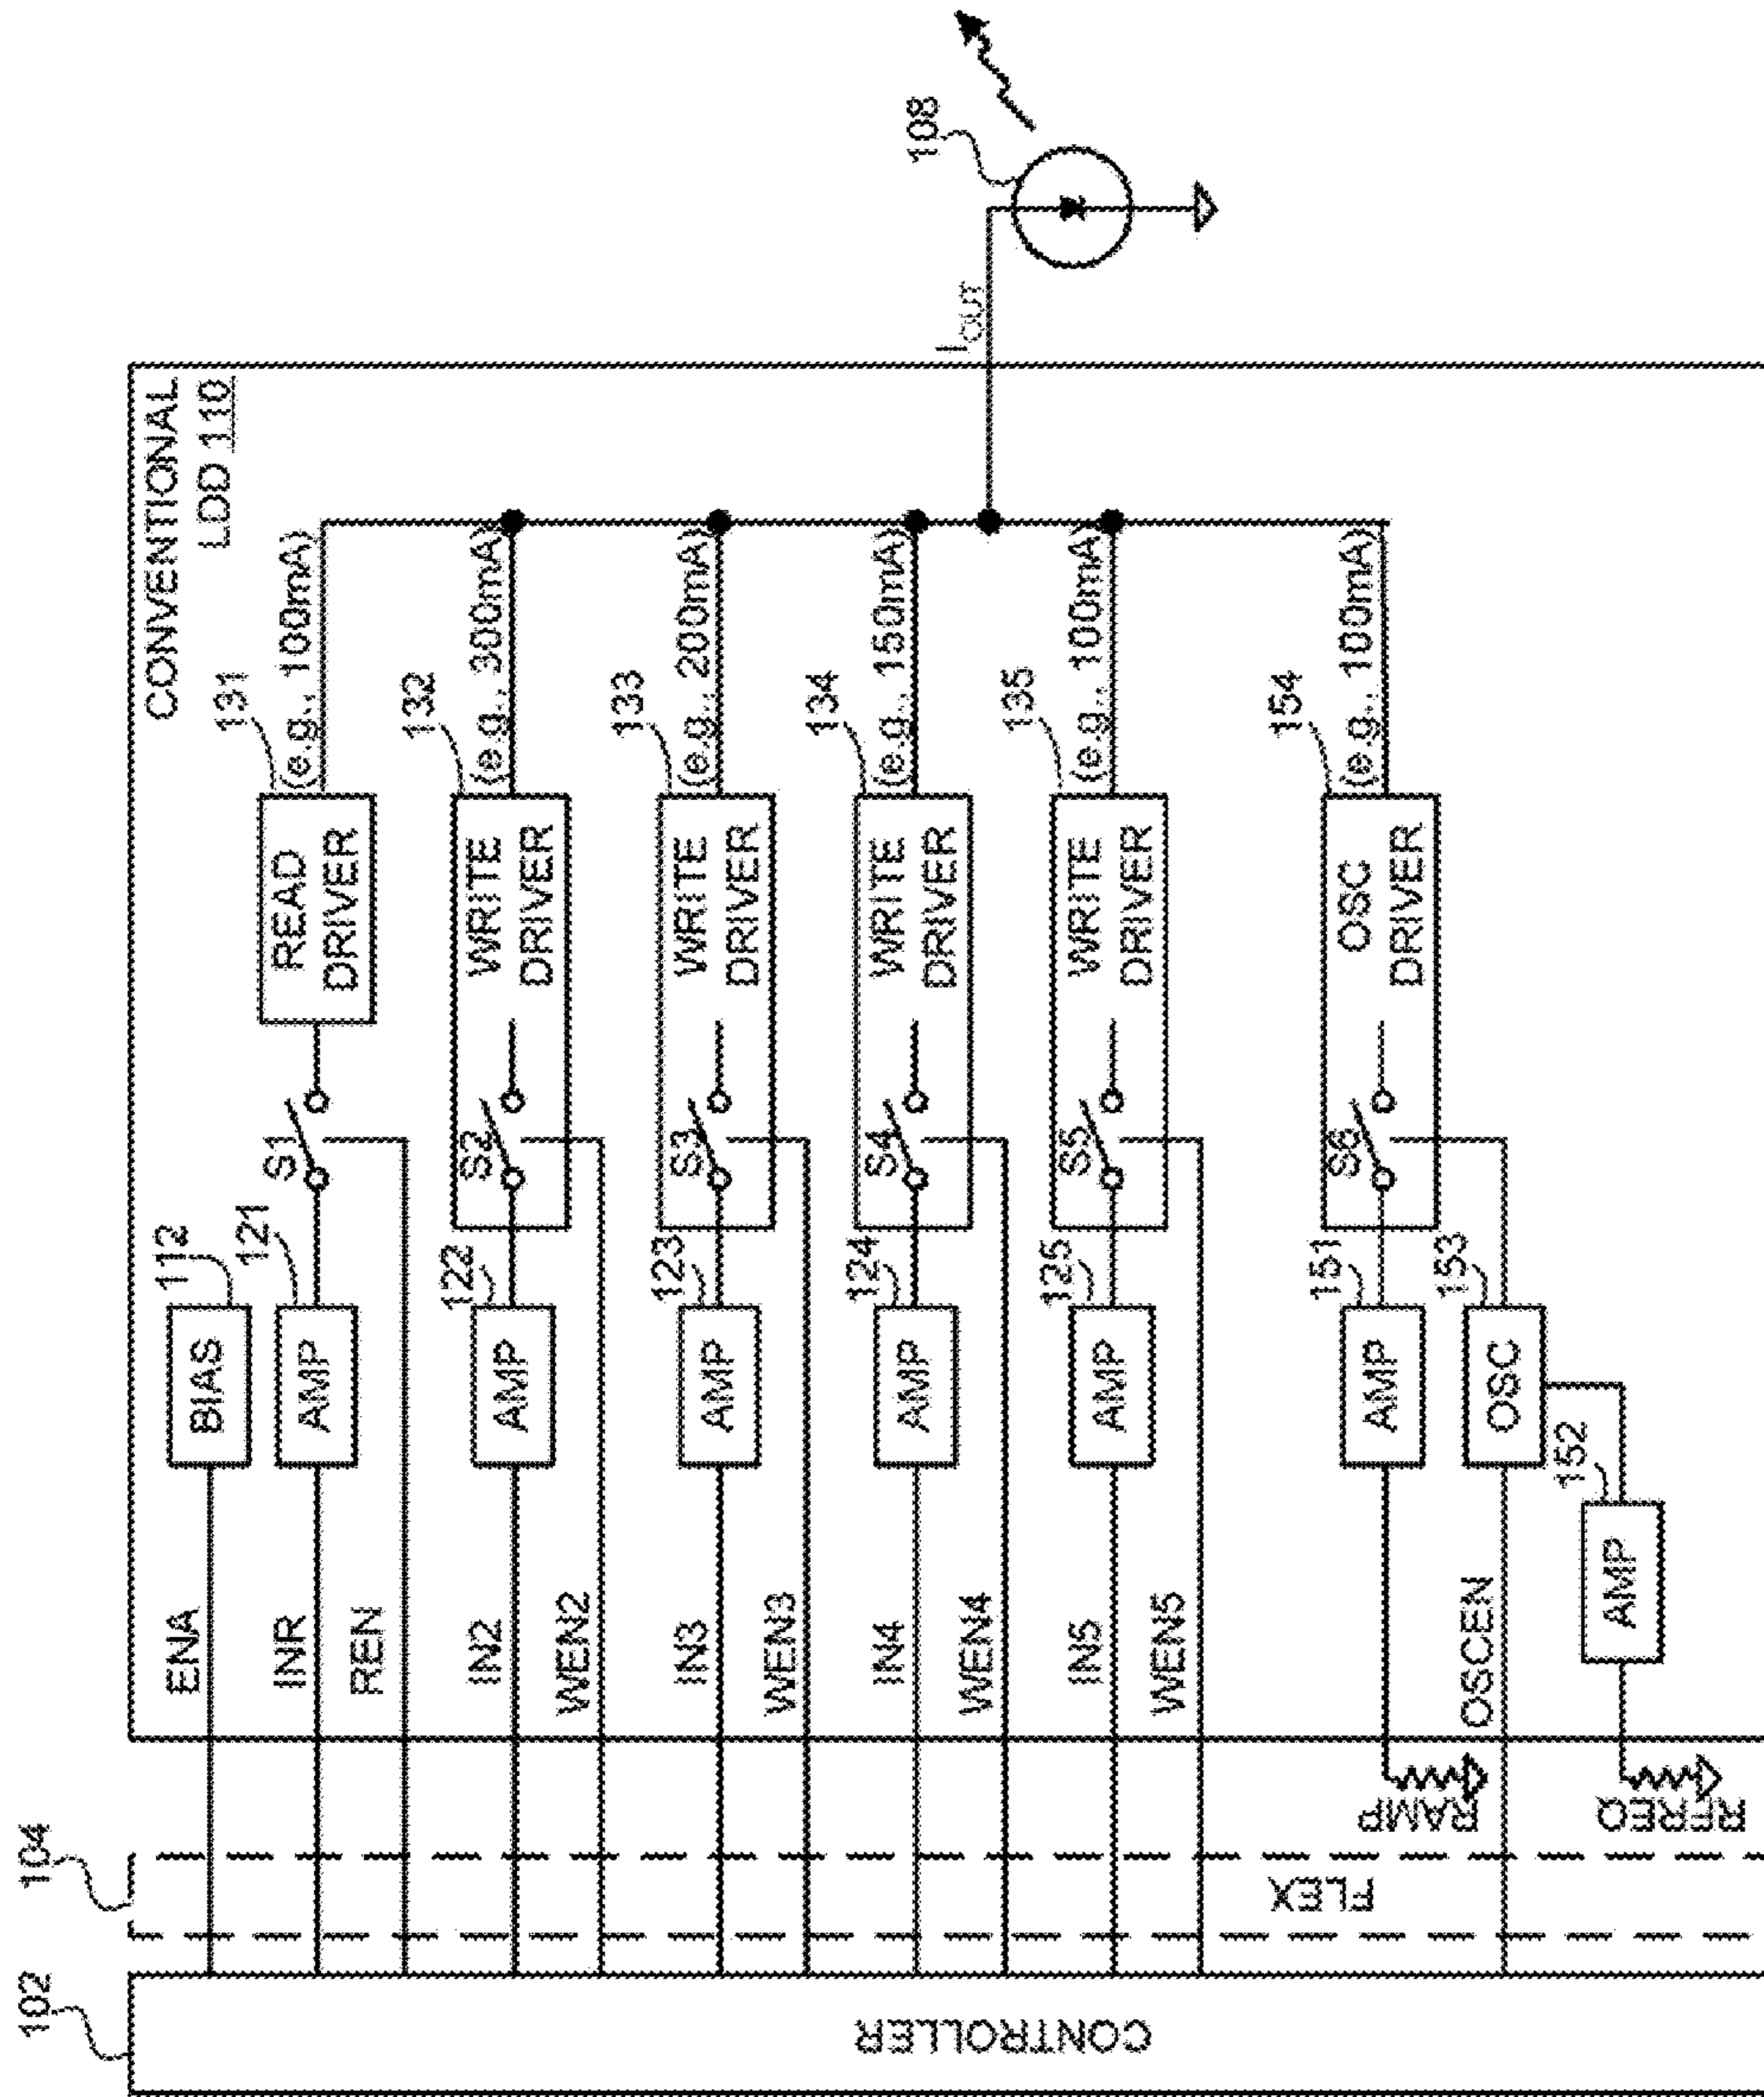 102
104
CONTROLLER
FLEX
CONVENTIONAL
LDD 110
ENA
BIAS
112
INR
AMP
121
S1
READ
DRIVER
131
(e.g., 100mA)
REN
IN2
AMP
122
S2
WRITE
DRIVER
132
(e.g., 300mA)
WEN2
IN3
AMP
123
S3
WRITE
DRIVER
133
(e.g., 200mA)
WEN3
IN4
AMP
124
S4
WRITE
DRIVER
134
(e.g., 150mA)
WEN4
IN5
AMP
125
S5
WRITE
DRIVER
135
(e.g., 100mA)
WEN5
RAMP
AMP
151
S6
OSC
DRIVER
154
(e.g., 100mA)
OSCEN
OSC
153
RFREQ
AMP
152
IOUT
108